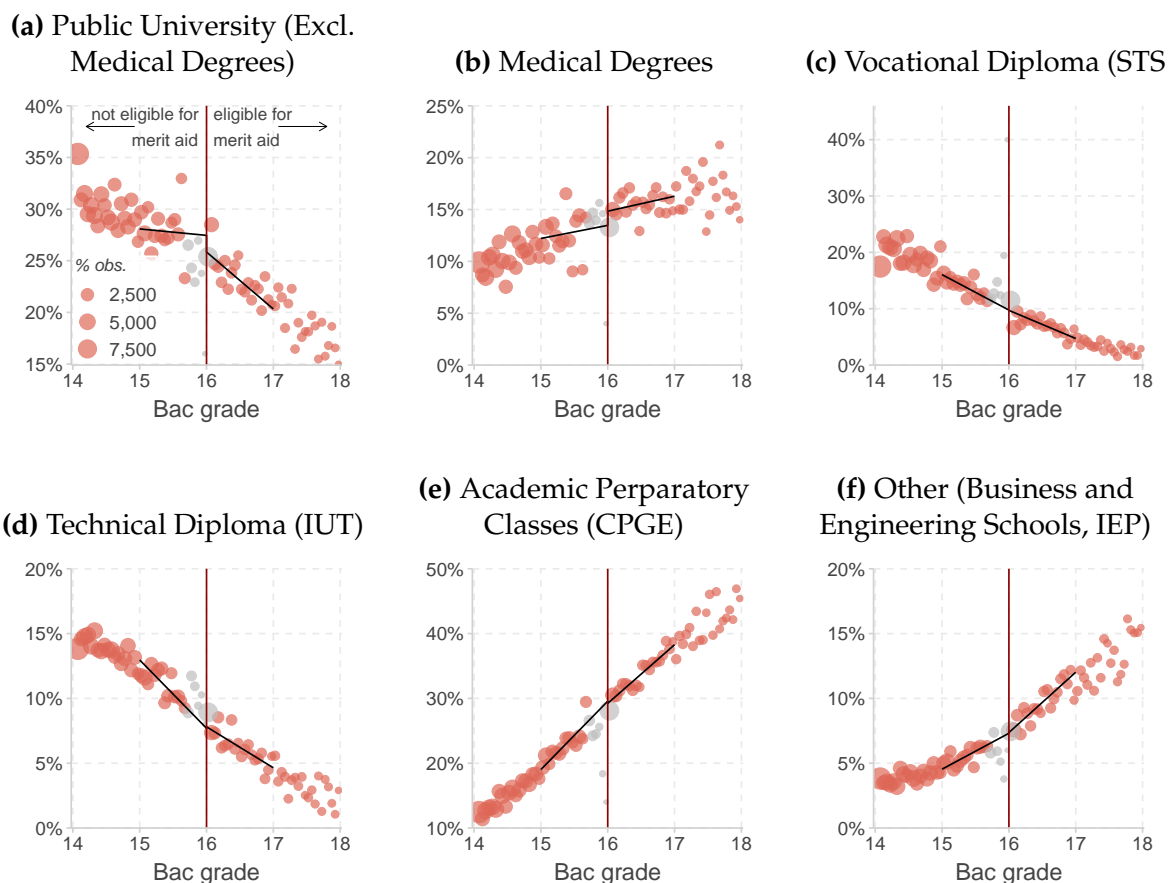 (a) Public University (Excl.
Medical Degrees)
(b) Medical Degrees
(c) Vocational Diploma (STS
40%
35%
30%
25%
20%
15%
not eligible for
merit aid
eligible for
merit aid
% obs.
2,500
5,000
7,500
14 15 16 17 18
Bac grade
25%
20%
15%
10%
5%
0%
14 15 16 17 18
Bac grade
40%
30%
20%
10%
0%
14 15 16 17 18
Bac grade
(d) Technical Diploma (IUT)
(e) Academic Perparatory
Classes (CPGE)
(f) Other (Business and
Engineering Schools, IEP)
20%
15%
10%
5%
0%
14 15 16 17 18
Bac grade
50%
40%
30%
20%
10%
14 15 16 17 18
Bac grade
20%
15%
10%
5%
0%
14 15 16 17 18
Bac grade